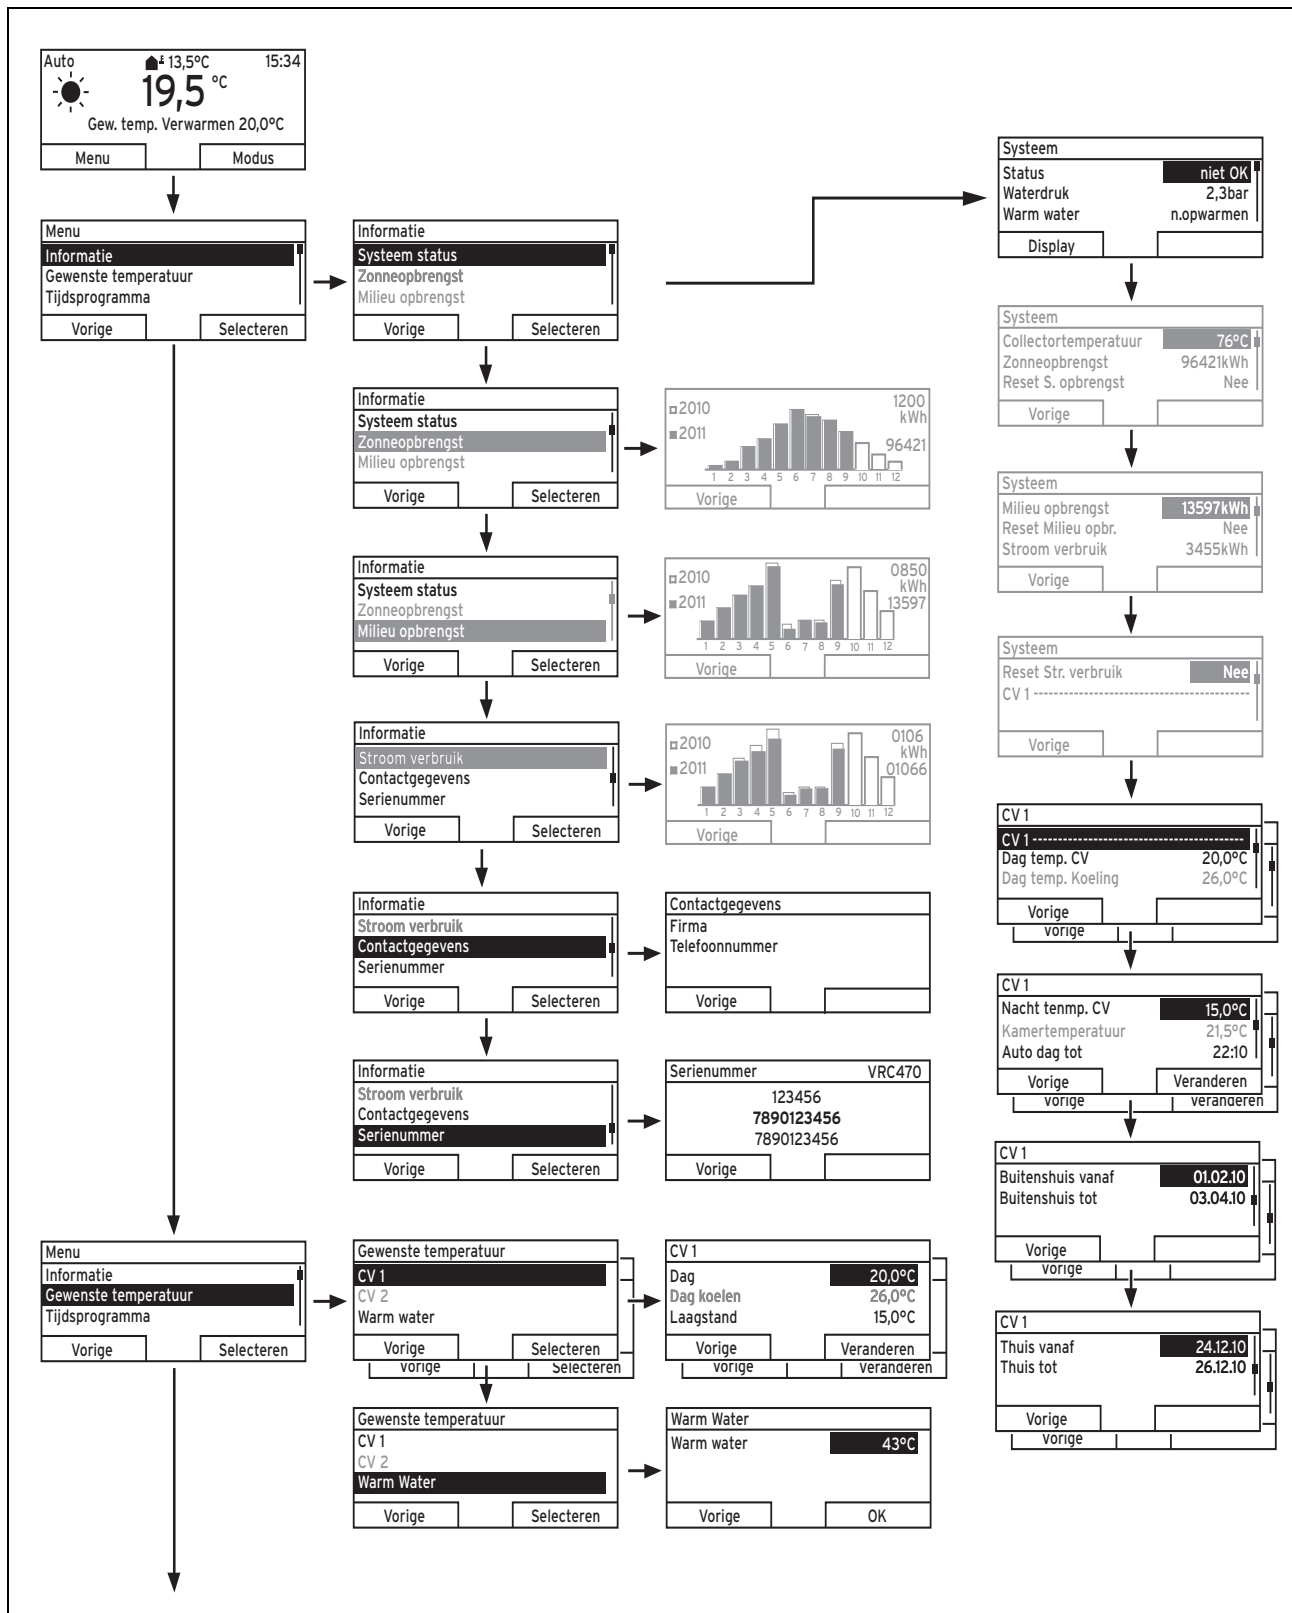 Auto 13,5°C 15:34
19,5 °C
Gew. temp. Verwarmen 20,0°C
Menu Modus
Menu
Informatie
Gewenste temperatuur
Tijdsprogramma
Vorige Selecteren
Informatie
Systeem status
Zonneopbrengst
Milieu opbrengst
Vorige Selecteren
Informatie
Systeem status
Zonneopbrengst
Milieu opbrengst
Vorige Selecteren
2010 1200
kWh
2011 96421
1 2 3 4 5 6 7 8 9 10 11 12
Vorige
Informatie
Systeem status
Zonneopbrengst
Milieu opbrengst
Vorige Selecteren
2010 0850
kWh
2011 13597
1 2 3 4 5 6 7 8 9 10 11 12
Vorige
Informatie
Stroom verbruik
Contactgegevens
Serienummer
Vorige Selecteren
2010 0106
kWh
2011 01066
1 2 3 4 5 6 7 8 9 10 11 12
Vorige
Informatie
Stroom verbruik
Contactgegevens
Serienummer
Vorige Selecteren
Contactgegevens
Firma
Telefoonnummer
Vorige
Informatie
Stroom verbruik
Contactgegevens
Serienummer
Vorige Selecteren
Serienummer VRC470
123456
7890123456
7890123456
Vorige
Menu
Informatie
Gewenste temperatuur
Tijdsprogramma
Vorige Selecteren
Gewenste temperatuur
CV 1
CV 2
Warm water
Vorige Selecteren
Vorige Selecteren
CV 1
Dag 20,0°C
Dag koelen 26,0°C
Laagstand 15,0°C
Vorige Veranderen
Vorige Veranderen
Gewenste temperatuur
CV 1
CV 2
Warm Water
Vorige Selecteren
Warm Water
Warm water 43°C
Vorige OK
Systeem
Status niet OK
Waterdruk 2,3bar
Warm water n.opwarmen
Display
Systeem
Collectortemperatuur 76°C
Zonneopbrengst 96421kWh
Reset S. opbrengst Nee
Vorige
Systeem
Milieu opbrengst 13597kWh
Reset Milieu opbr. Nee
Stroom verbruik 3455kWh
Vorige
Systeem
Reset Str. verbruik Nee
CV 1 ----------------------------------------
Vorige
CV 1
CV 1 ----------------------------------------
Dag temp. CV 20,0°C
Dag temp. Koeling 26,0°C
Vorige
Vorige
CV 1
Nacht tenmp. CV 15,0°C
Kamertemperatuur 21,5°C
Auto dag tot 22:10
Vorige Veranderen
Vorige Veranderen
CV 1
Buitenshuis vanaf 01.02.10
Buitenshuis tot 03.04.10
Vorige
Vorige
CV 1
Thuis vanaf 24.12.10
Thuis tot 26.12.10
Vorige
Vorige